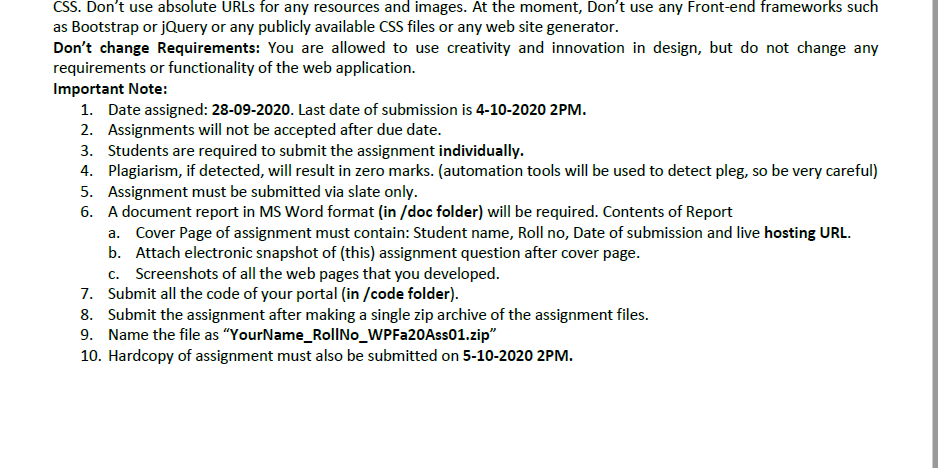 CSS. Don't use absolute URLs for any resources and images. At the moment, Don't use any Front-end frameworks such
as Bootstrap or jQuery or any publicly available CSS files or any web site generator.
Don't change Requirements: You are allowed to use creativity and innovation in design, but do not change any
requirements or functionality of the web application.
Important Note:
1. Date assigned: 28-09-2020. Last date of submission is 4-10-2020 2PM.
2. Assignments will not be accepted after due date.
3. Students are required to submit the assignment individually.
4. Plagiarism, if detected, will result in zero marks. (automation tools will be used to detect pleg, so be very careful)
5. Assignment must be submitted via slate only.
6. A document report in MS Word format (in /doc folder) will be required. Contents of Report
a. Cover Page of assignment must contain: Student name, Roll no, Date of submission and live hosting URL.
b. Attach electronic snapshot of (this) assignment question after cover page.
c. Screenshots of all the web pages that you developed.
7. Submit all the code of your portal (in /code folder).
8. Submit the assignment after making a single zip archive of the assignment files.
9. Name the file as “YourName_RollNo_WPFa20Ass01.zip”
10. Hardcopy of assignment must also be submitted on 5-10-2020 2PM.